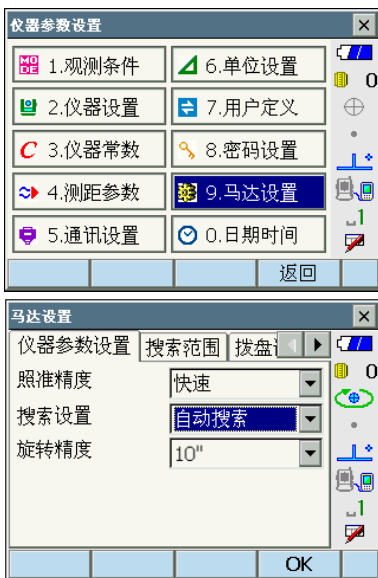 仪器参数设置
1.观测条件 6.单位设置
0
2.仪器设置 7.用户定义
C 3.仪器常数 8.密码设置
4.测距参数 9.马达设置
1
5.通讯设置 0.日期时间
返回
马达设置
仪器参数设置 搜索范围 拨盘
0
照准精度 快速
搜索设置 自动搜索
旋转精度 10"
1
OK